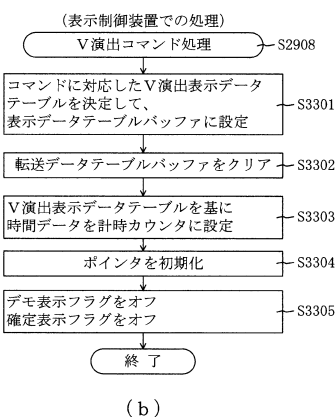 (表示制御装置での処理)
V演出コマンド処理
S2908
コマンドに対応したV演出表示データ
テーブルを決定して、
表示データテーブルバッファに設定
S3301
転送データテーブルバッファをクリア
S3302
V演出表示データテーブルを基に
時間データを計時カウンタに設定
S3303
ポインタを初期化
S3304
デモ表示フラグをオフ
確定表示フラグをオフ
S3305
終了
(b)